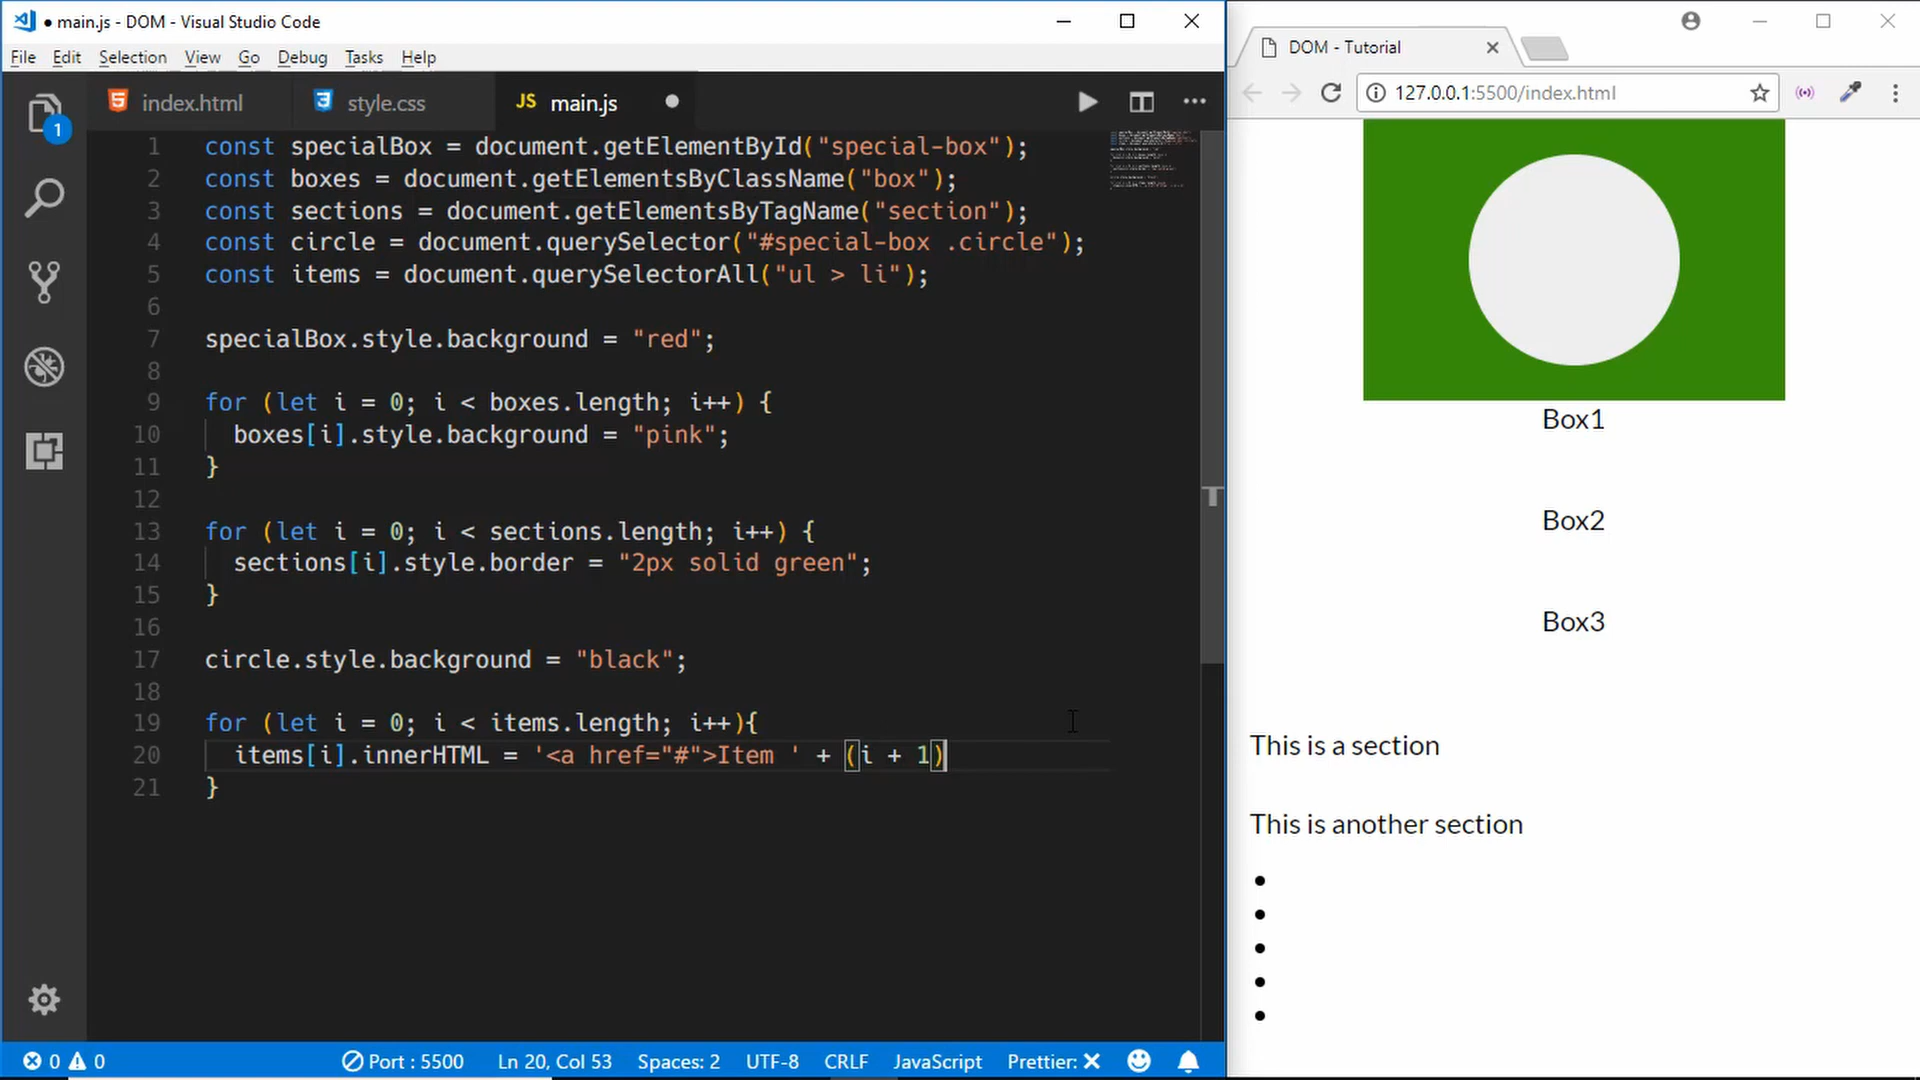 ● main.js - DOM - Visual Studio Code
File Edit Selection View Go Debug Tasks Help
index.html style.css JS main.js ●
1
1 const specialBox = document.getElementById("special-box");
2 const boxes = document.getElementsByClassName("box");
3 const sections = document.getElementsByTagName("section");
4 const circle = document.querySelector("#special-box .circle");
5 const items = document.querySelectorAll("ul > li");
6
7 specialBox.style.background = "red";
8
9 for (let i = 0; i < boxes.length; i++) {
10 boxes[i].style.background = "pink";
11 }
12
13 for (let i = 0; i < sections.length; i++) {
14 sections[i].style.border = "2px solid green";
15 }
16
17 circle.style.background = "black";
18
19 for (let i = 0; i < items.length; i++){
20 items[i].innerHTML = '<a href="#">Item ' + (i + 1)
21 }
0 0 Port : 5500 Ln 20, Col 53 Spaces: 2 UTF-8 CRLF JavaScript Prettier: ✕
DOM - Tutorial
127.0.0.1:5500/index.html
Box1
Box2
Box3
This is a section
This is another section